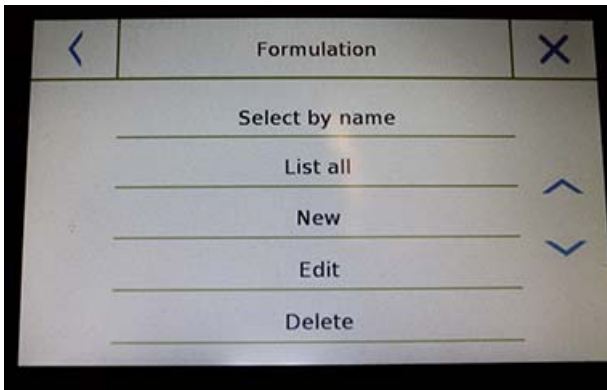 Formulation
Select by name
List all
New
Edit
Delete